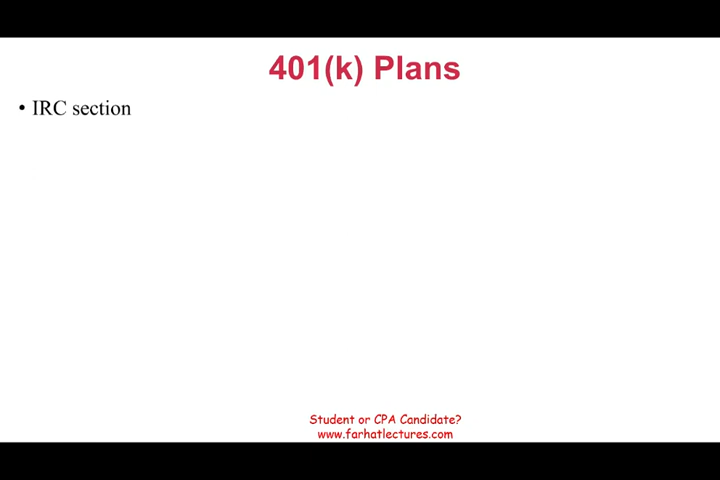 401(k) Plans
• IRC section
Student or CPA Candidate?
www.farhatlectures.com